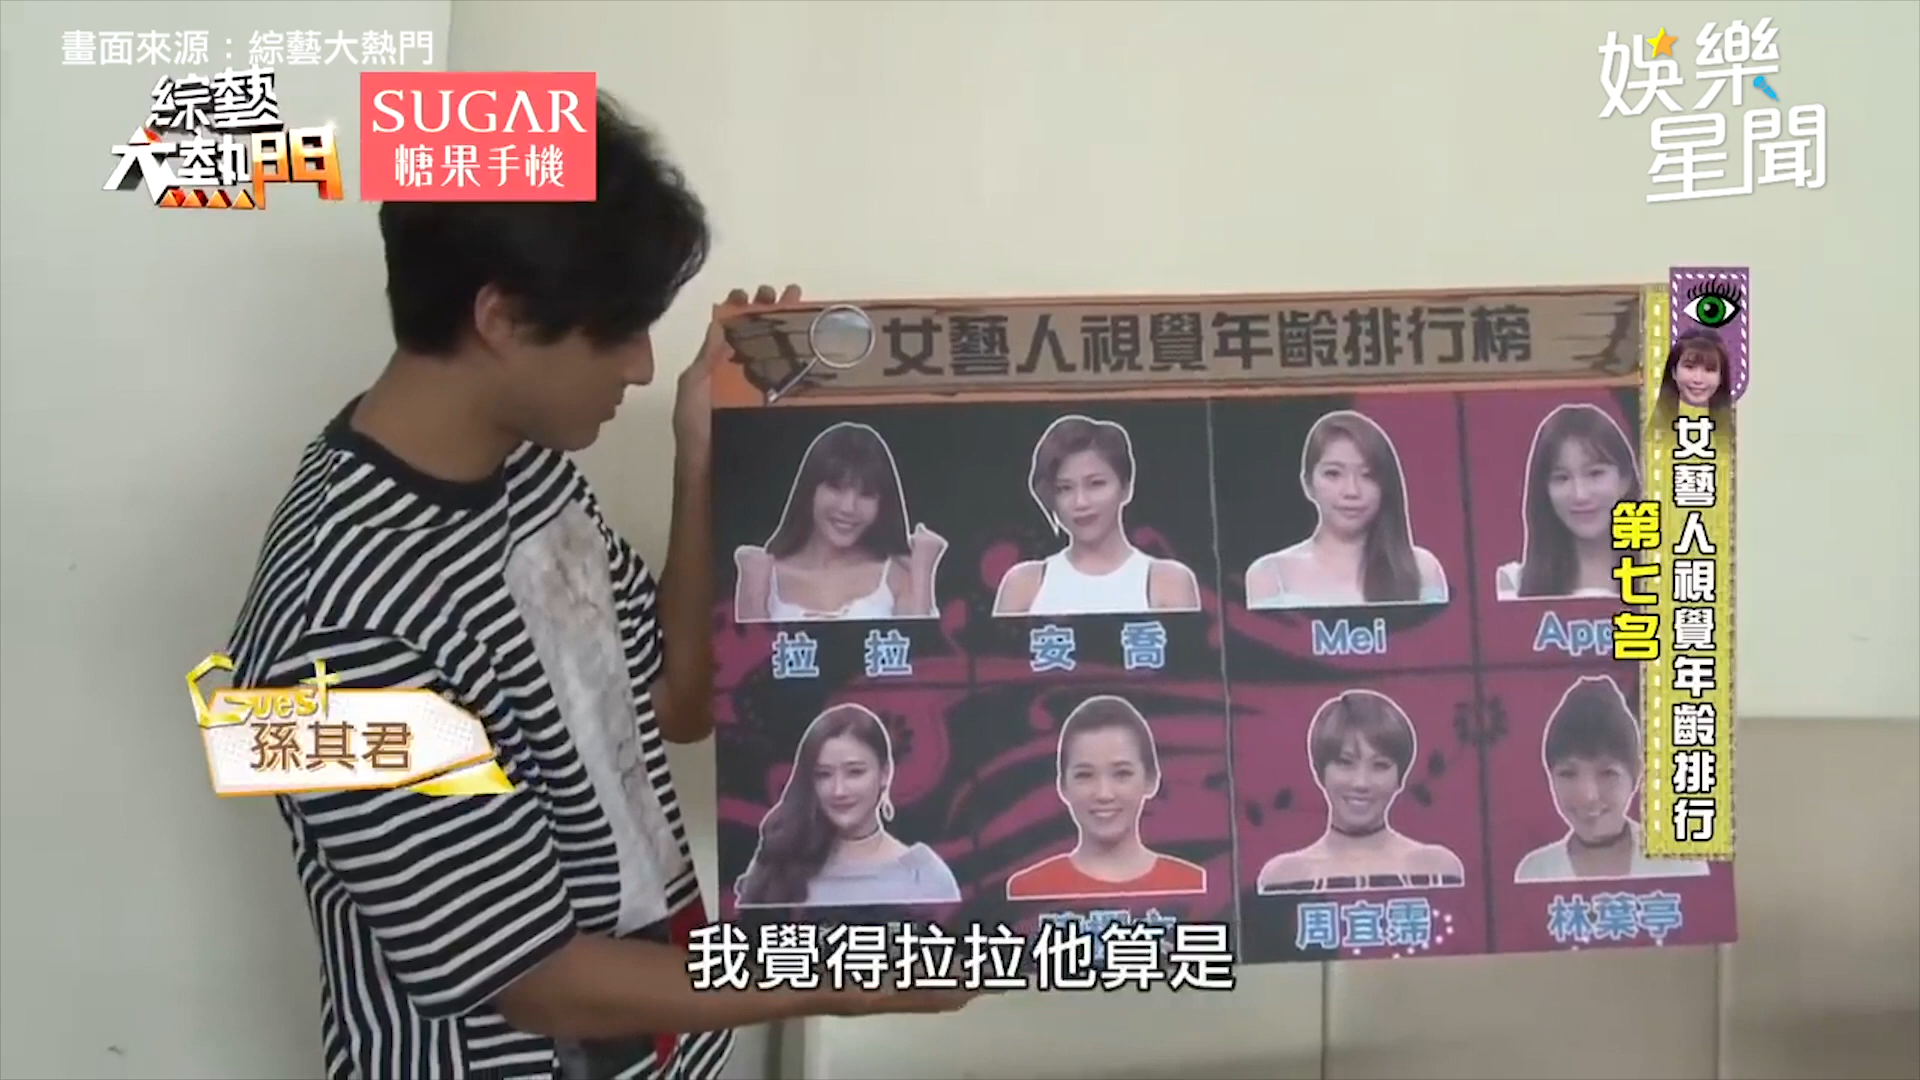 畫面來源：綜藝大熱門
綜藝
大熱門
SUGAR
糖果手機
娛樂
星聞
女藝人視覺年齡排行榜
拉 拉
安 喬
Mei
App
周宜霈
林葉亭
女藝人視覺年齡排行
第七名
Guest
孫其君
我覺得拉拉他算是